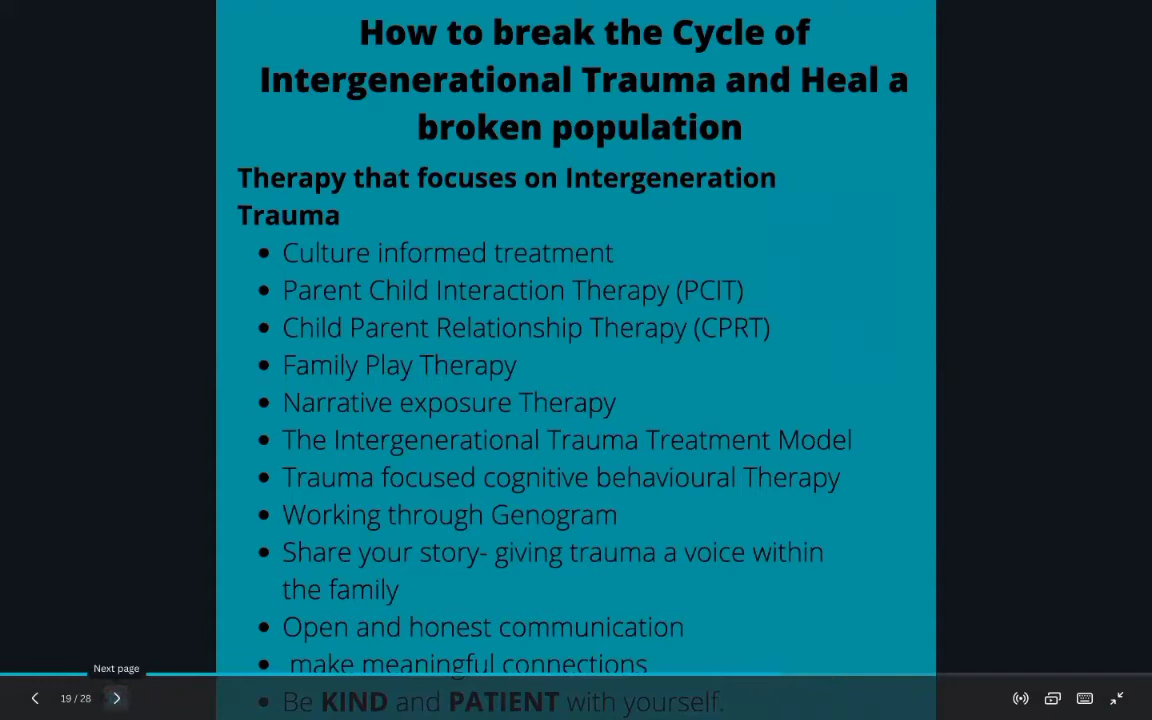 How to break the Cycle of
Intergenerational Trauma and Heal a
broken population
Therapy that focuses on Intergeneration
Trauma
• Culture informed treatment
• Parent Child Interaction Therapy (PCIT)
• Child Parent Relationship Therapy (CPRT)
• Family Play Therapy
• Narrative exposure Therapy
• The Intergenerational Trauma Treatment Model
• Trauma focused cognitive behavioural Therapy
• Working through Genogram
• Share your story- giving trauma a voice within
the family
• Open and honest communication
• make meaningful connections
Next page
• Be KIND and PATIENT with yourself.
19 / 28